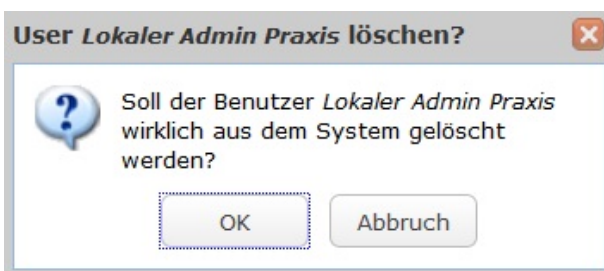 User Lokaler Admin Praxis löschen?
Soll der Benutzer Lokaler Admin Praxis
wirklich aus dem System gelöscht
werden?
OK
Abbruch